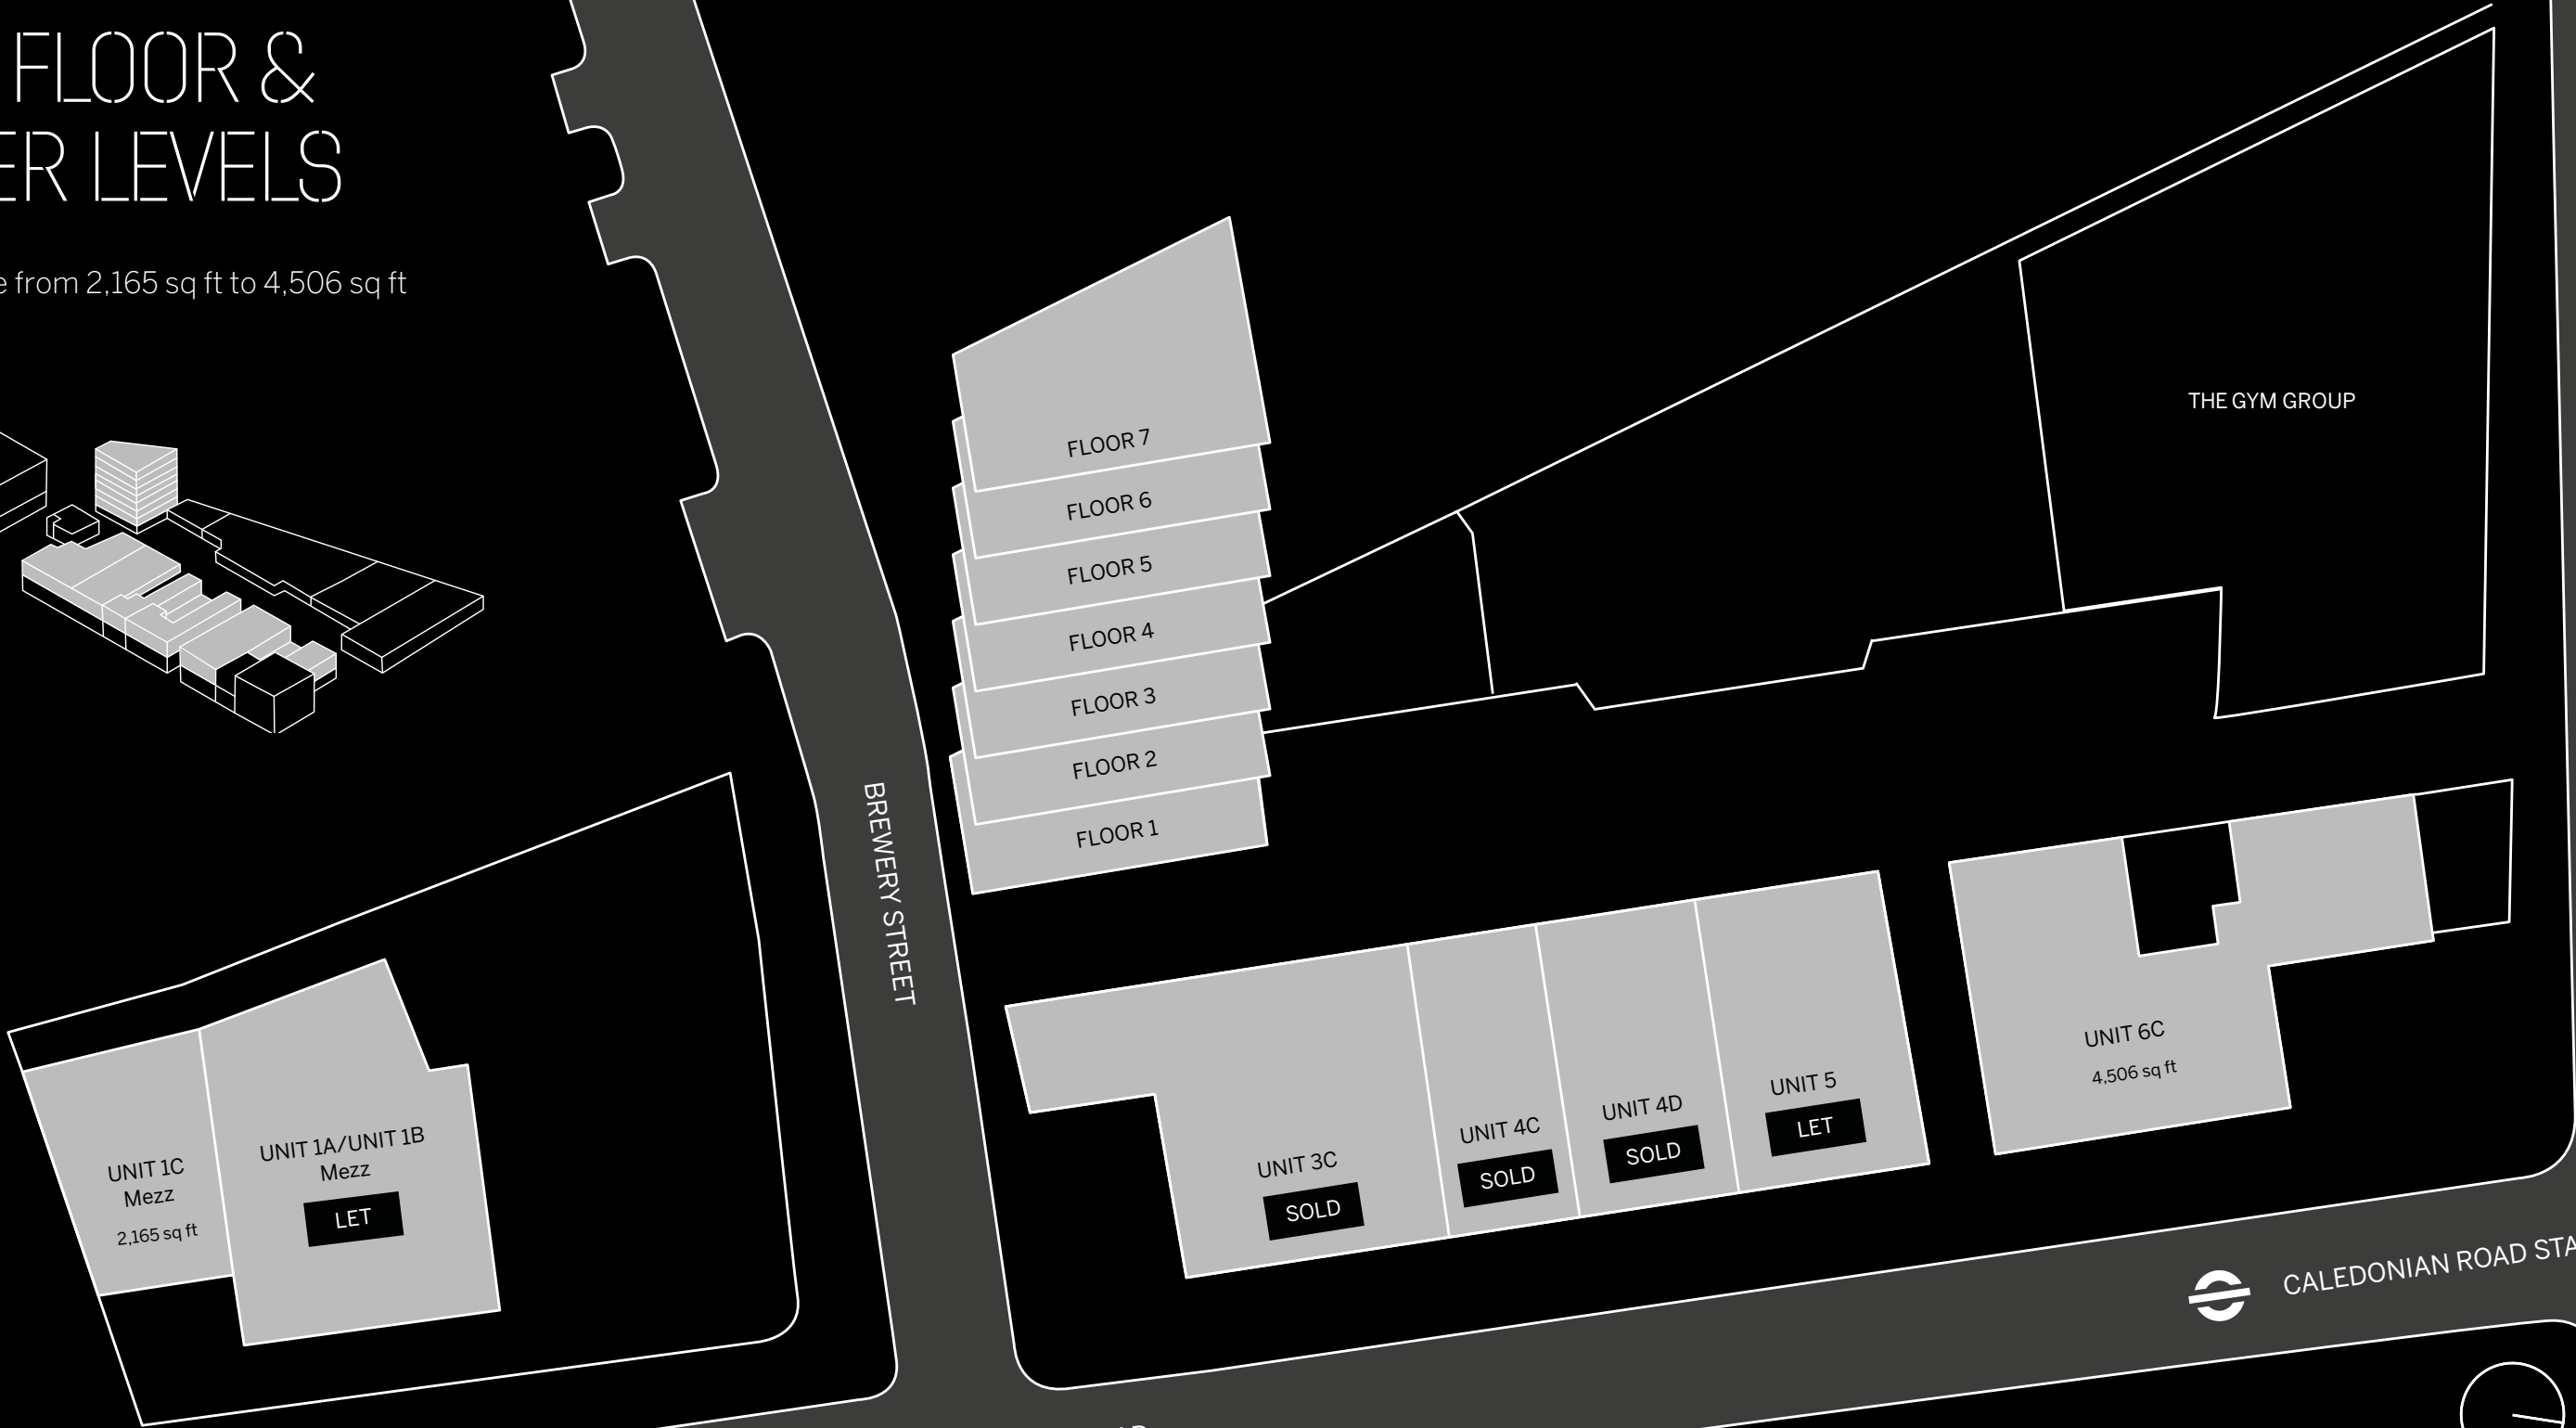 FLOOR &
ER LEVELS
e from 2,165 sq ft to 4,506 sq ft
THE GYM GROUP
FLOOR 7
FLOOR 6
FLOOR 5
FLOOR 4
FLOOR 3
FLOOR 2
FLOOR 1
BREWERY STREET
UNIT 1C
Mezz
2,165 sq ft
UNIT 1A/UNIT 1B
Mezz
LET
UNIT 3C
SOLD
UNIT 4C
SOLD
UNIT 4D
SOLD
UNIT 5
LET
UNIT 6C
4,506 sq ft
CALEDONIAN ROAD STA